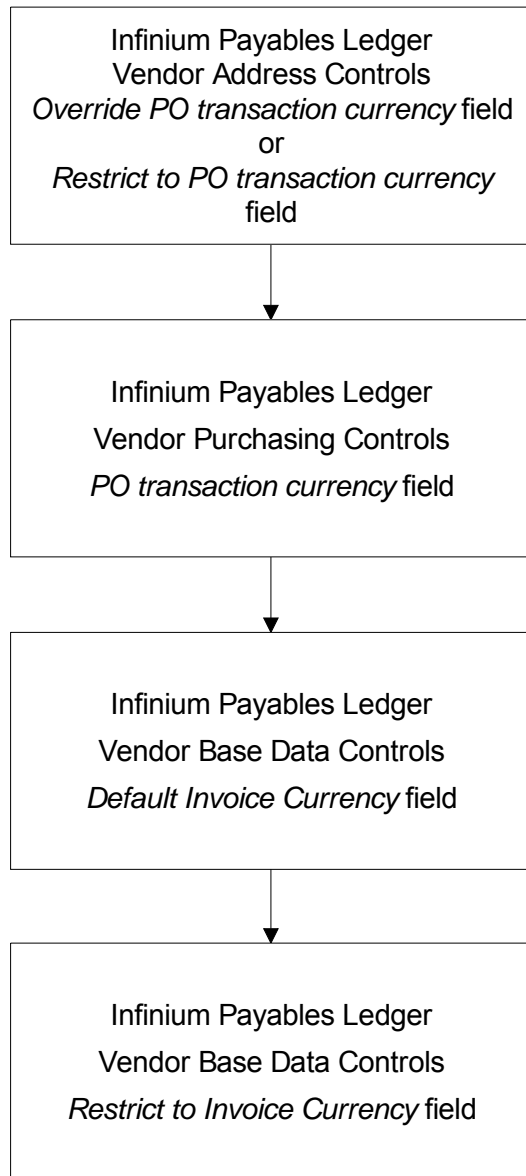 Infinium Payables Ledger
Vendor Address Controls
Override PO transaction currency field
or
Restrict to PO transaction currency
field
Infinium Payables Ledger
Vendor Purchasing Controls
PO transaction currency field
Infinium Payables Ledger
Vendor Base Data Controls
Default Invoice Currency field
Infinium Payables Ledger
Vendor Base Data Controls
Restrict to Invoice Currency field